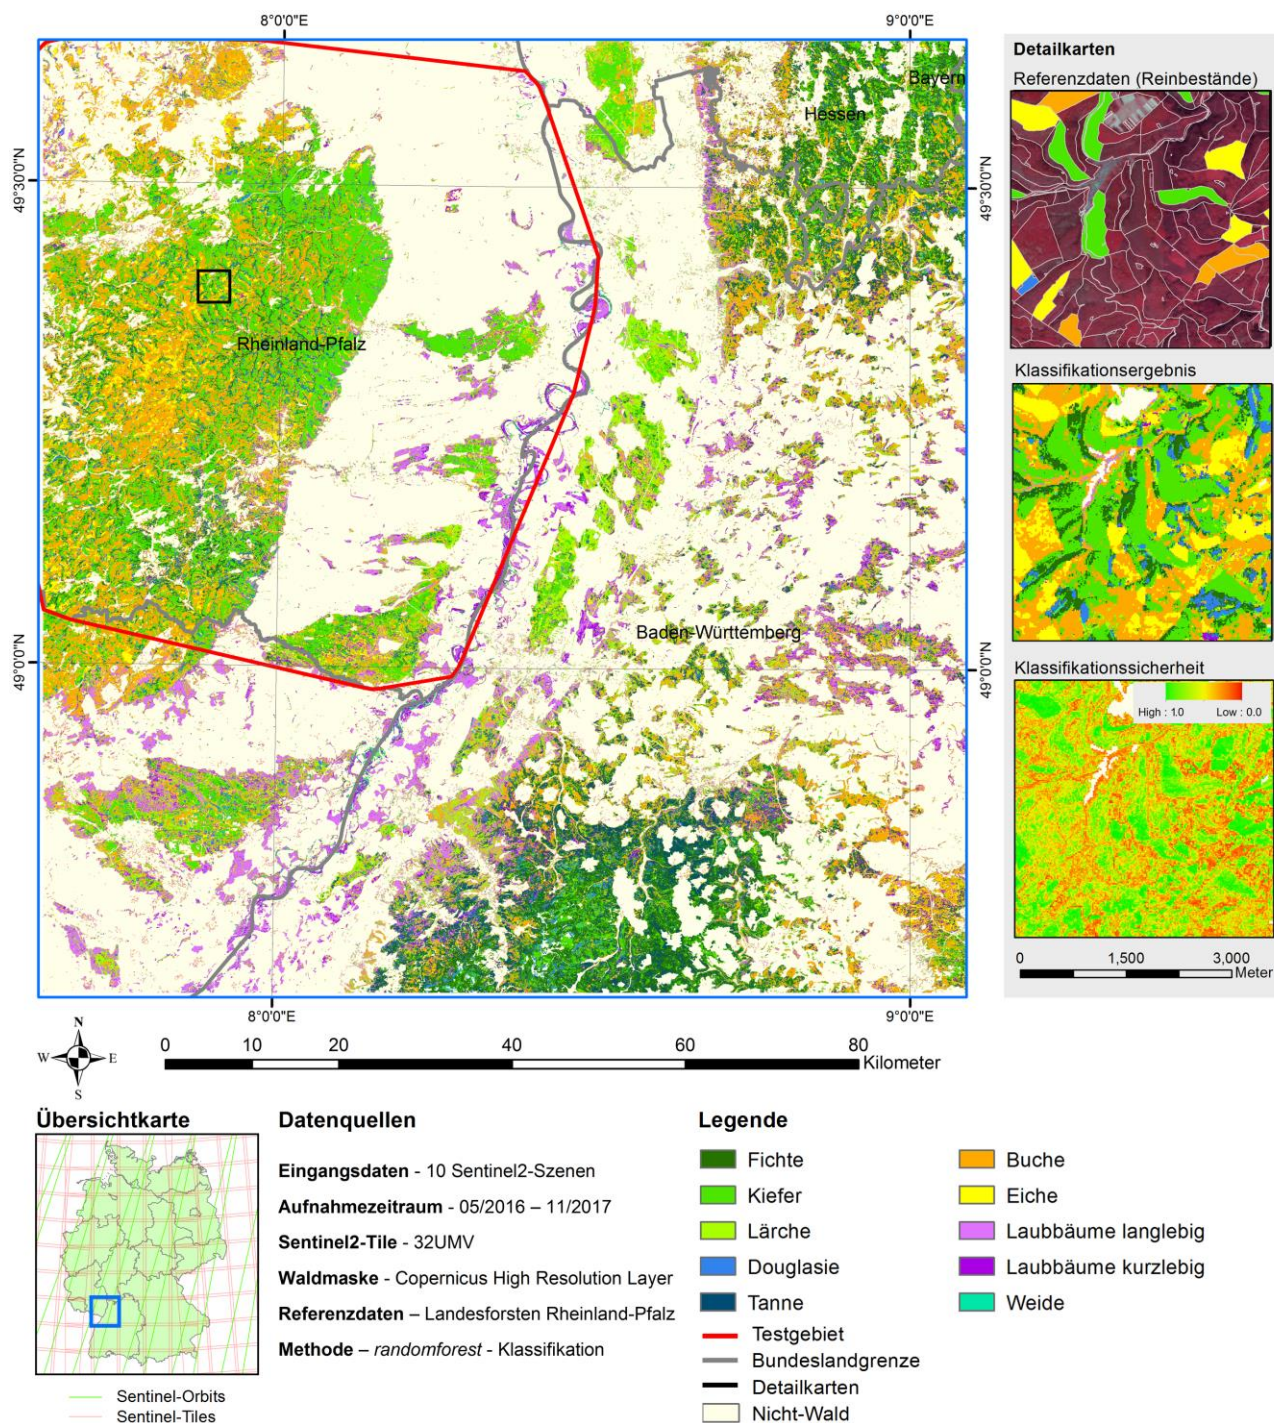 8°0'0"E
9°0'0"E
Bayern
Hessen
49°30'0"N
49°30'0"N
Rheinland-Pfalz
Baden-Württemberg
49°0'0"N
49°0'0"N
8°0'0"E
9°0'0"E
Detailkarten
Referenzdaten (Reinbestände)
Klassifikationsergebnis
Klassifikationssicherheit
High : 1.0
Low : 0.0
0
1,500
3,000
Meter
N
W
E
S
0
10
20
40
60
80
Kilometer
Übersichtkarte
Sentinel-Orbits
Sentinel-Tiles
Datenquellen
Eingangsdaten - 10 Sentinel2-Szenen
Aufnahmezeitraum - 05/2016 – 11/2017
Sentinel2-Tile - 32UMV
Waldmaske - Copernicus High Resolution Layer
Referenzdaten – Landesforsten Rheinland-Pfalz
Methode – randomforest - Klassifikation
Legende
Fichte
Kiefer
Lärche
Douglasie
Tanne
Testgebiet
Bundeslandgrenze
Detailkarten
Nicht-Wald
Buche
Eiche
Laubbäume langlebig
Laubbäume kurzlebig
Weide